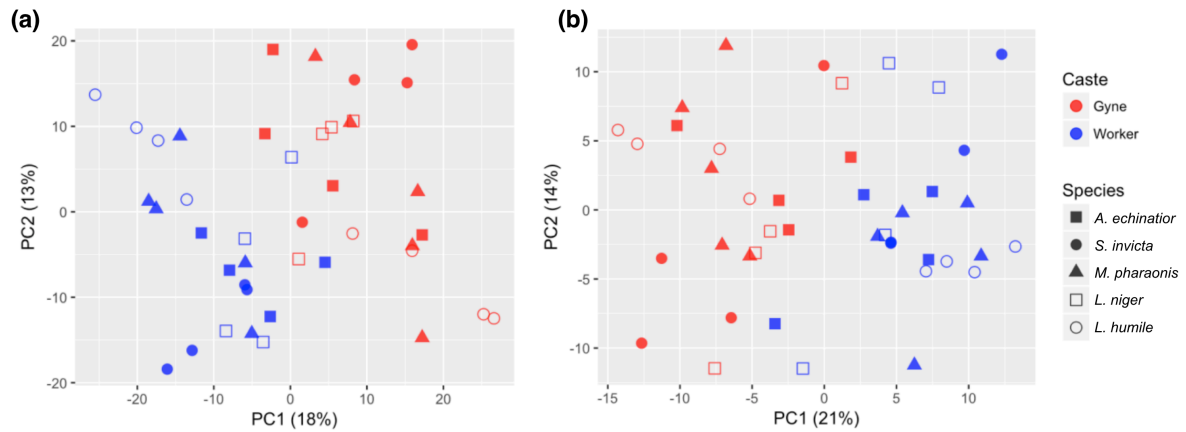 (a)
20
10
0
-10
-20
PC2 (13%)
-20
-10
0
10
20
PC1 (18%)
(b)
10
5
0
-5
-10
PC2 (14%)
-15
-10
-5
0
5
10
PC1 (21%)
Caste
Gyne
Worker
Species
A. echinatior
S. invicta
M. pharaonis
L. niger
L. humile